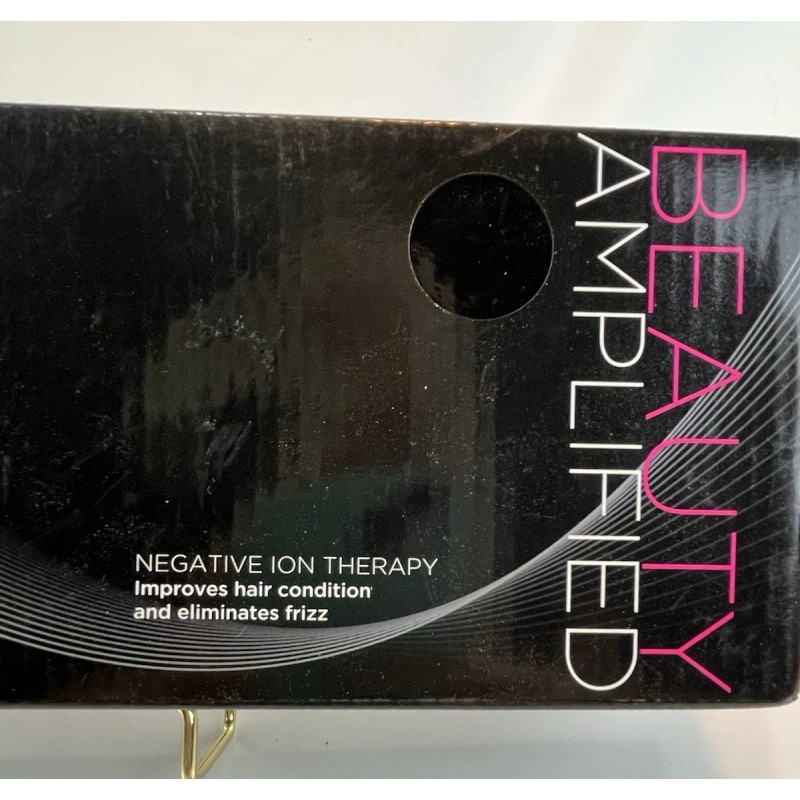 BEAUTY
AMPLIFIED
NEGATIVE ION THERAPY
Improves hair condition
and eliminates frizz